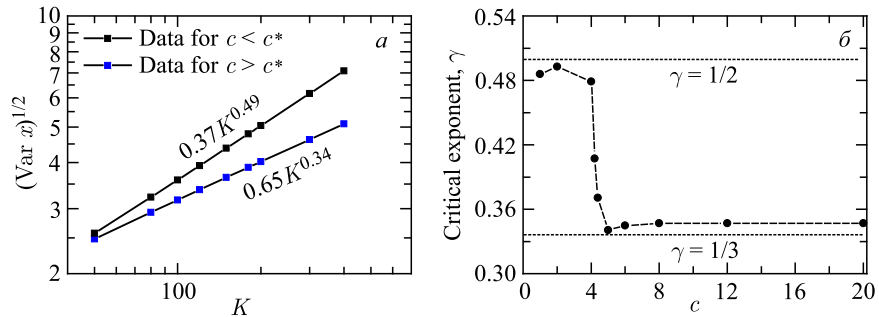 10
9
8
7
6
5
4
3
2
(Var x)^{1/2}
Data for c < c*
Data for c > c*
а
0.37K^{0.49}
0.65K^{0.34}
100
K
0.54
0.48
0.42
0.36
0.30
Critical exponent, γ
б
γ = 1/2
γ = 1/3
0 4 8 12 16 20
c